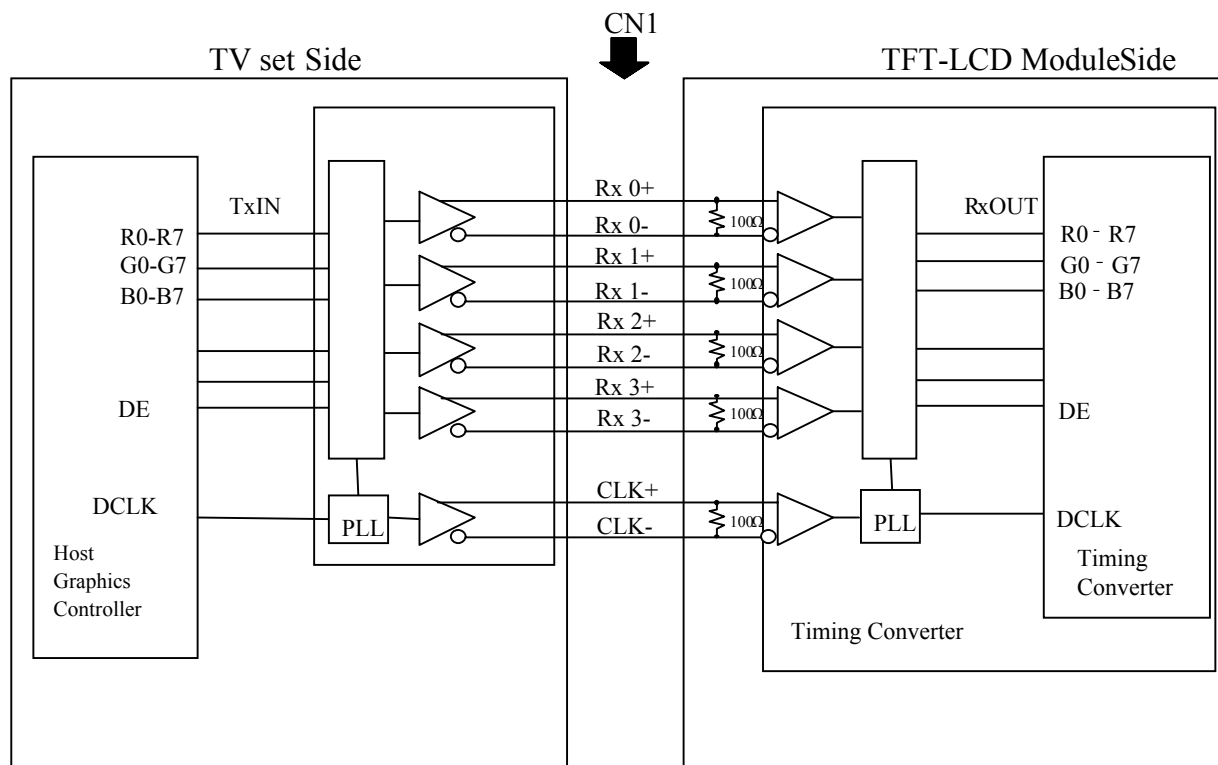 CN1
TV set Side
TFT-LCD ModuleSide
TxIN
R0-R7
G0-G7
B0-B7
DE
DCLK
Host
Graphics
Controller
PLL
Rx 0+
Rx 0-
Rx 1+
Rx 1-
Rx 2+
Rx 2-
Rx 3+
Rx 3-
CLK+
CLK-
100Ω
100Ω
100Ω
100Ω
100Ω
PLL
RxOUT
R0 - R7
G0 - G7
B0 - B7
DE
DCLK
Timing
Converter
Timing Converter